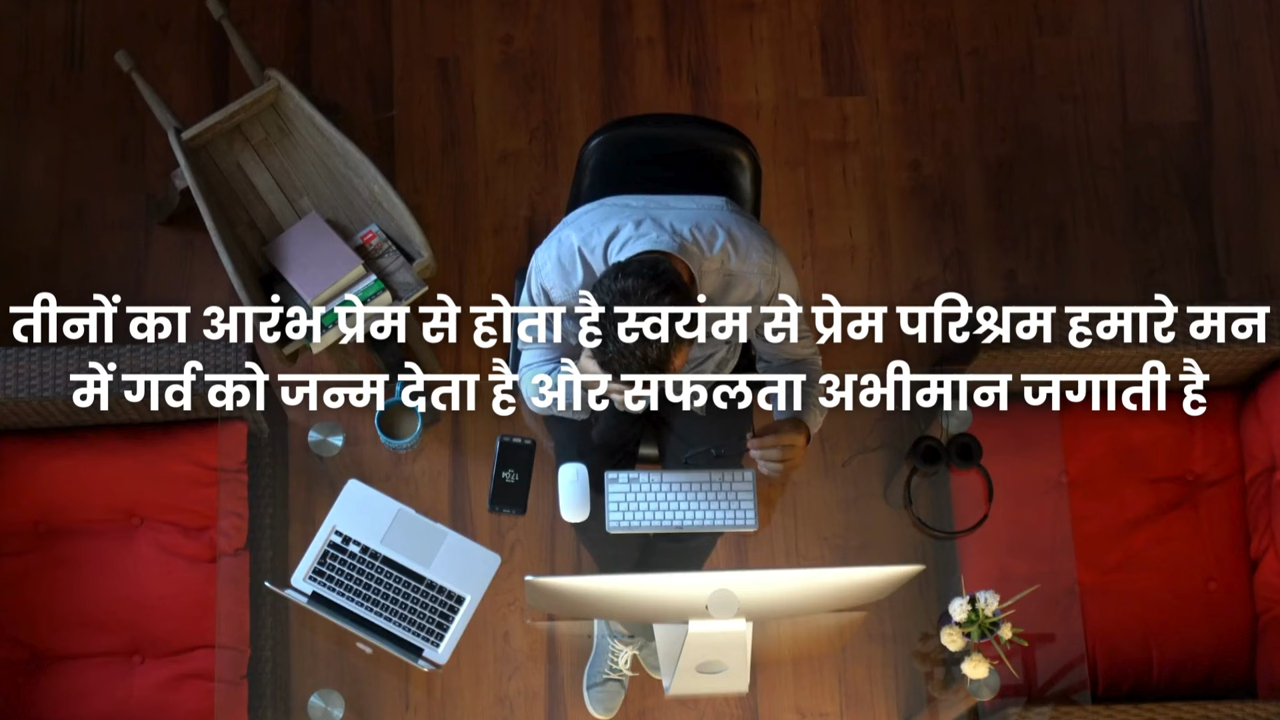 तीनों का आरंभ प्रेम से होता है स्वयंम से प्रेम परिश्रम हमारे मन
में गर्व को जन्म देता है और सफलता अभीमान जगाती है